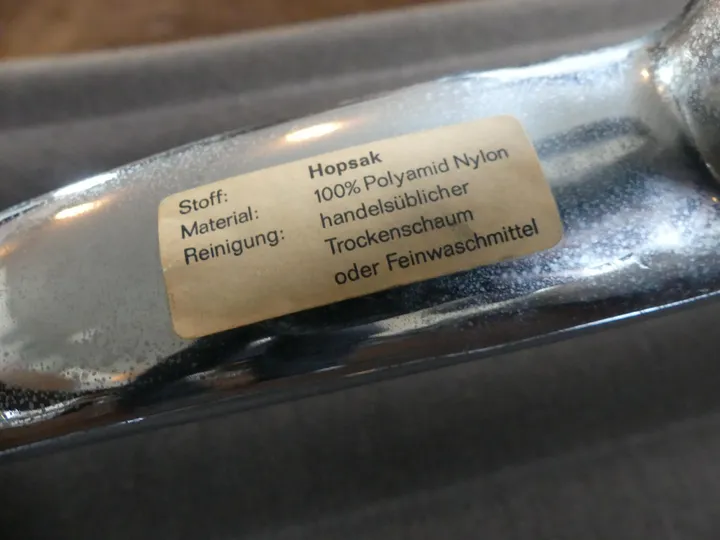 Stoff: Hopsak
Material: 100% Polyamid Nylon
Reinigung: handelsüblicher
Trockenschaum
oder Feinwaschmittel